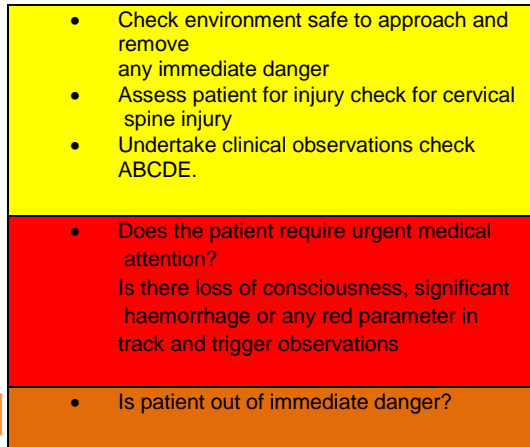 • Check environment safe to approach and
remove
any immediate danger
• Assess patient for injury check for cervical
spine injury
• Undertake clinical observations check
ABCDE.
• Does the patient require urgent medical
attention?
Is there loss of consciousness, significant
haemorrhage or any red parameter in
track and trigger observations
• Is patient out of immediate danger?